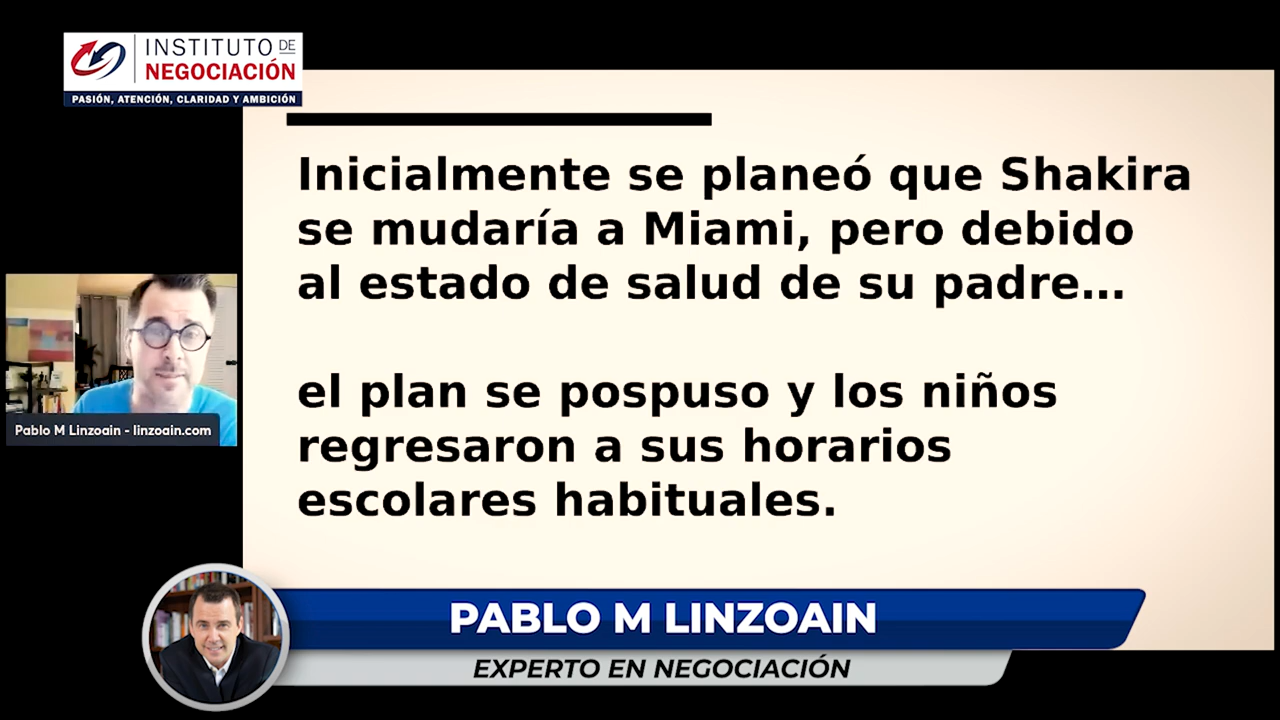 INSTITUTO DE
NEGOCIACIÓN
PASIÓN, ATENCIÓN, CLARIDAD Y AMBICIÓN
Inicialmente se planeó que Shakira
se mudaría a Miami, pero debido
al estado de salud de su padre...
el plan se pospuso y los niños
regresaron a sus horarios
escolares habituales.
Pablo M Linzoain - linzoain.com
PABLO M LINZOAIN
EXPERTO EN NEGOCIACIÓN